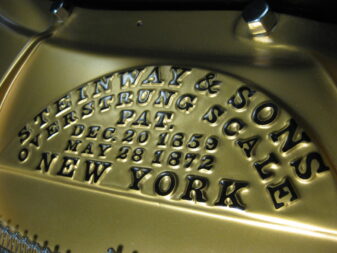 STEINWAY & SONS
OVERSTRUNG SCALE
PAT.
DEC 20 1859
MAY 28 1872
NEW YORK